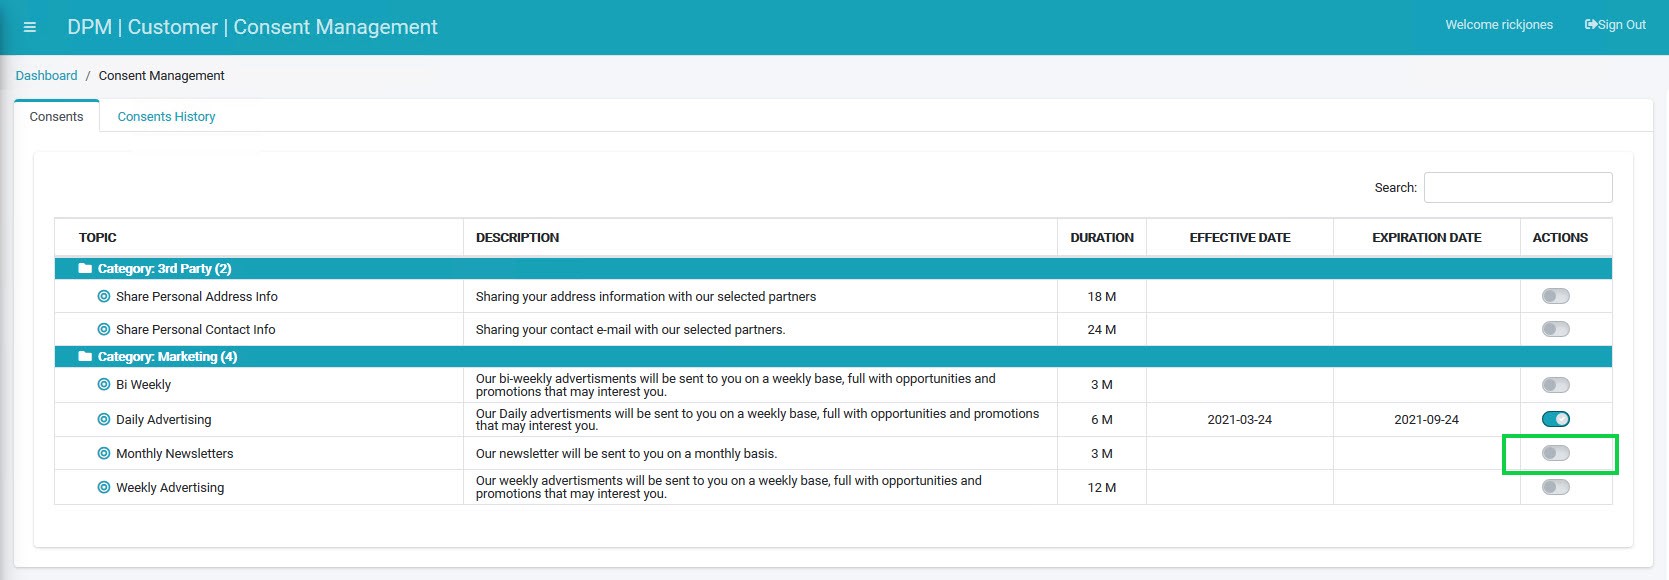 DPM | Customer | Consent Management
Welcome rickjones
Sign Out
Dashboard / Consent Management
Consents
Consents History
Search:
TOPIC DESCRIPTION DURATION EFFECTIVE DATE EXPIRATION DATE ACTIONS
Category: 3rd Party (2)
Share Personal Address Info Sharing your address information with our selected partners 18 M
Share Personal Contact Info Sharing your contact e-mail with our selected partners. 24 M
Category: Marketing (4)
Bi Weekly Our bi-weekly advertisments will be sent to you on a weekly base, full with opportunities and
promotions that may interest you. 3 M
Daily Advertising Our Daily advertisments will be sent to you on a weekly base, full with opportunities and promotions
that may interest you. 6 M 2021-03-24 2021-09-24
Monthly Newsletters Our newsletter will be sent to you on a monthly basis. 3 M
Weekly Advertising Our weekly advertisments will be sent to you on a weekly base, full with opportunities and
promotions that may interest you. 12 M